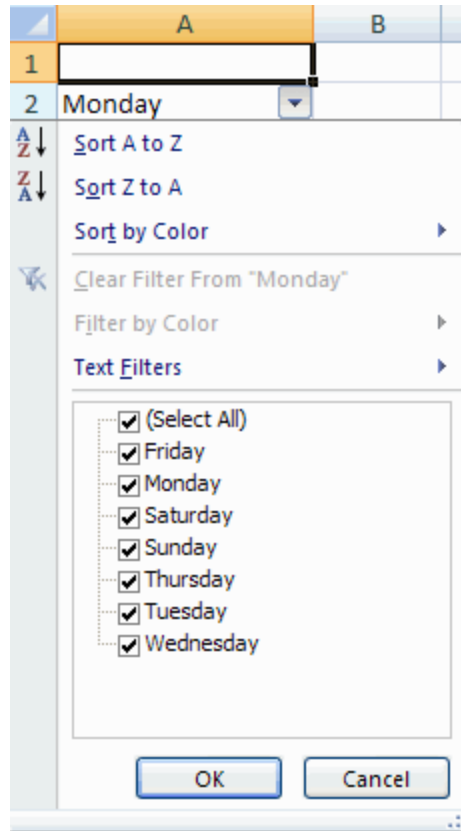 A B
1
2 Monday
A
Z Sort A to Z
Z
A Sort Z to A
Sort by Color
Clear Filter From "Monday"
Filter by Color
Text Filters
(Select All)
Friday
Monday
Saturday
Sunday
Thursday
Tuesday
Wednesday
OK Cancel